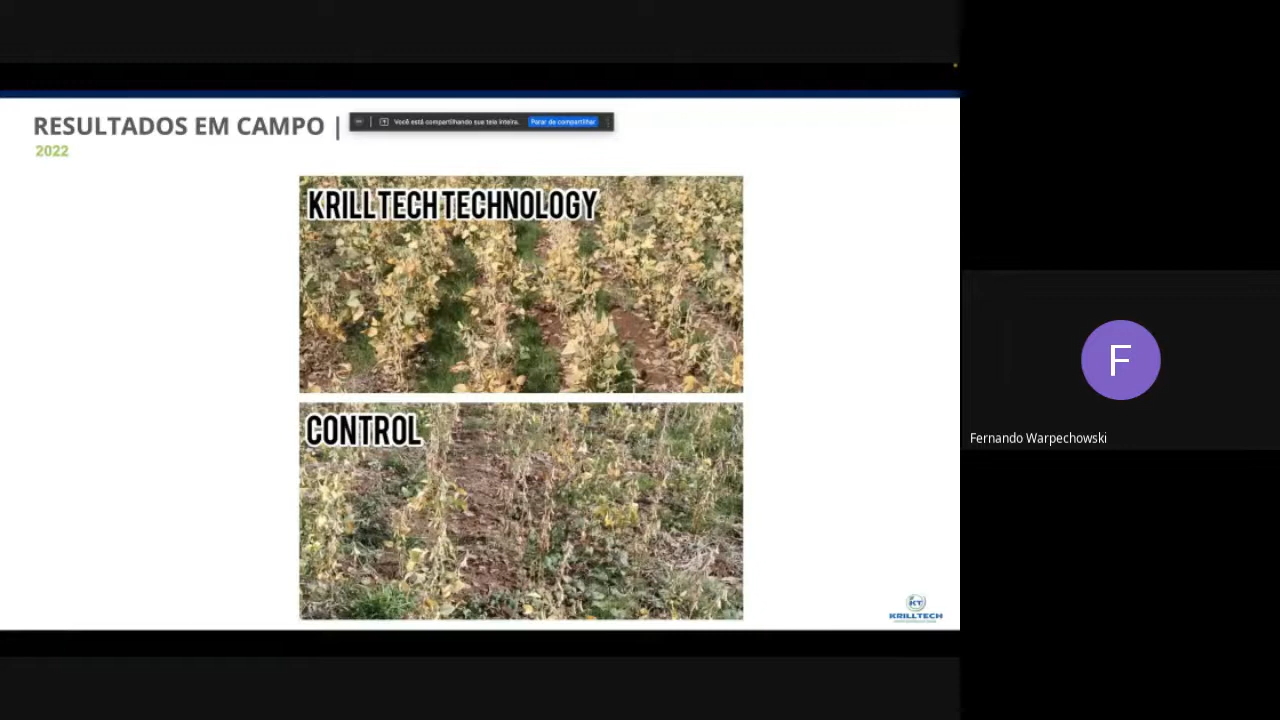 RESULTADOS EM CAMPO |
Você está compartilhando sua tela inteira. Parar de compartilhar
2022
KRILLTECH TECHNOLOGY
CONTROL
F
Fernando Warpechowski
KT
KRILLTECH